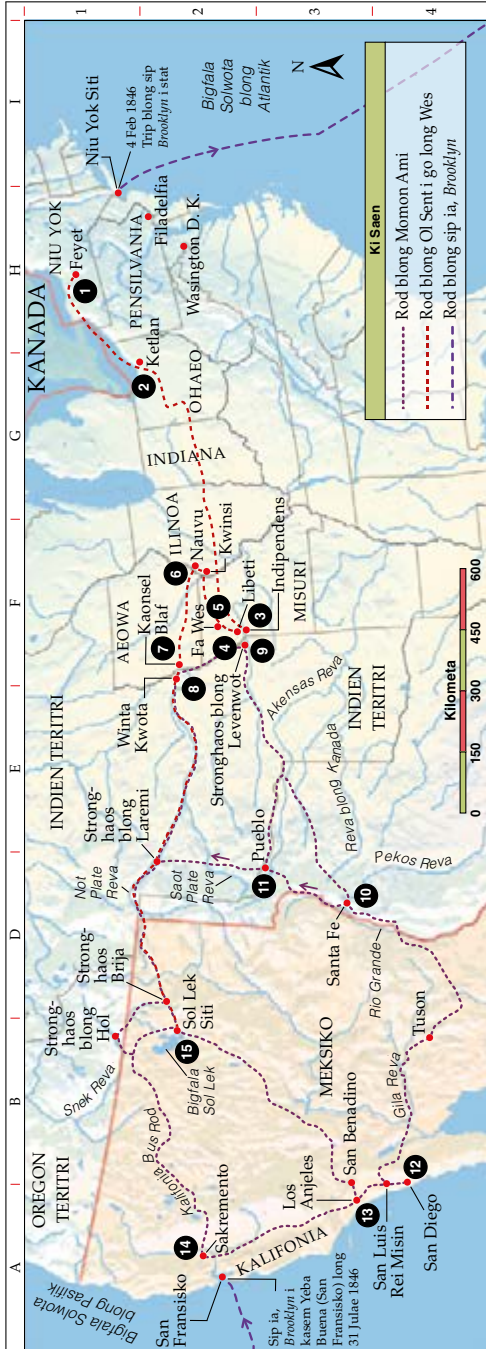 Bigfala Solwota
blong Pasifik
OREGON
TERITRI
INDIEN TERITRI
KANADA
A
B
D
E
F
G
H
I
1
2
3
4
Snek Reva
Strong-
haos
blong
Hol
Strong-
haos
Brija
Strong-
haos
blong
Laremi
Not
Plate
Reva
Saot
Plate
Reva
Winta
Kwota
AEOWA
Kaonsel
Blaf
ILINOA
Nauvu
Kwinsi
Fa Wes
Libeti
Indipendens
MISURI
Stronghaos blong
Levenwot
INDIANA
OHAEO
Ketlan
NIU YOK
Feyet
PENSILVANIA
Filadelfia
Wasington D. K.
Niu Yok Siti
4 Feb 1846
Trip blong sip
Brooklyn i stat
Bigfala
Solwota
blong
Atlantik
N
Kalifonia Bus Rod
Sakremento
San
Fransisko
Sip ia,
Brooklyn i
kasem Yeba
Buena (San
Fransisko) long
31 Julae 1846
KALIFONIA
Bigfala
Sol Lek
Sol Lek
Siti
Los
Anjeles
San Benadino
San Luis
Rei Misin
San Diego
MEKSIKO
Gila Reva
Tuson
Rio Grande
Santa Fe
Pueblo
Pekos Reva
Reva blong Kanada
Akensas Reva
INDIEN
TERITRI
1
2
3
4
5
6
7
8
9
10
11
12
13
14
15
0
150
300
450
600
Kilometa
Ki Saen
Rod blong Momon Ami
Rod blong Ol Sent i go long Wes
Rod blong sip ia, Brooklyn